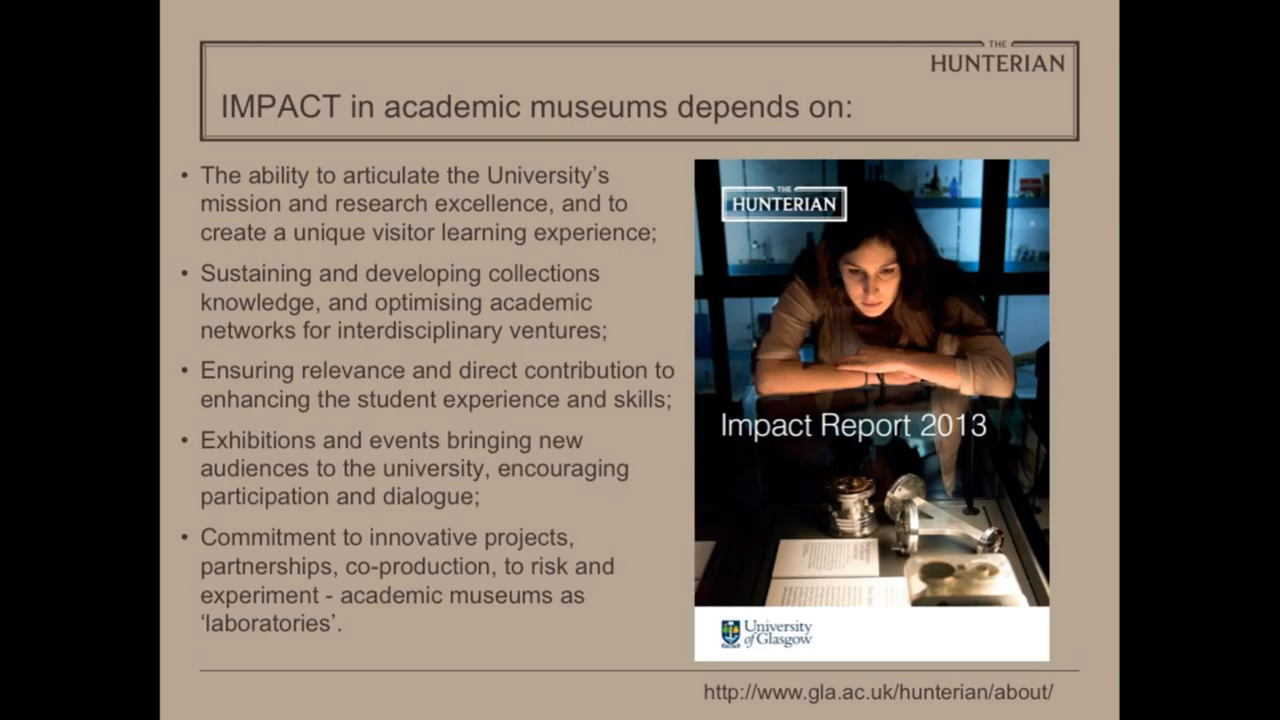 THE
HUNTERIAN
IMPACT in academic museums depends on:
• The ability to articulate the University’s
mission and research excellence, and to
create a unique visitor learning experience;
• Sustaining and developing collections
knowledge, and optimising academic
networks for interdisciplinary ventures;
• Ensuring relevance and direct contribution to
enhancing the student experience and skills;
• Exhibitions and events bringing new
audiences to the university, encouraging
participation and dialogue;
• Commitment to innovative projects,
partnerships, co-production, to risk and
experiment - academic museums as
‘laboratories’.
THE
HUNTERIAN
Impact Report 2013
University
of Glasgow
http://www.gla.ac.uk/hunterian/about/